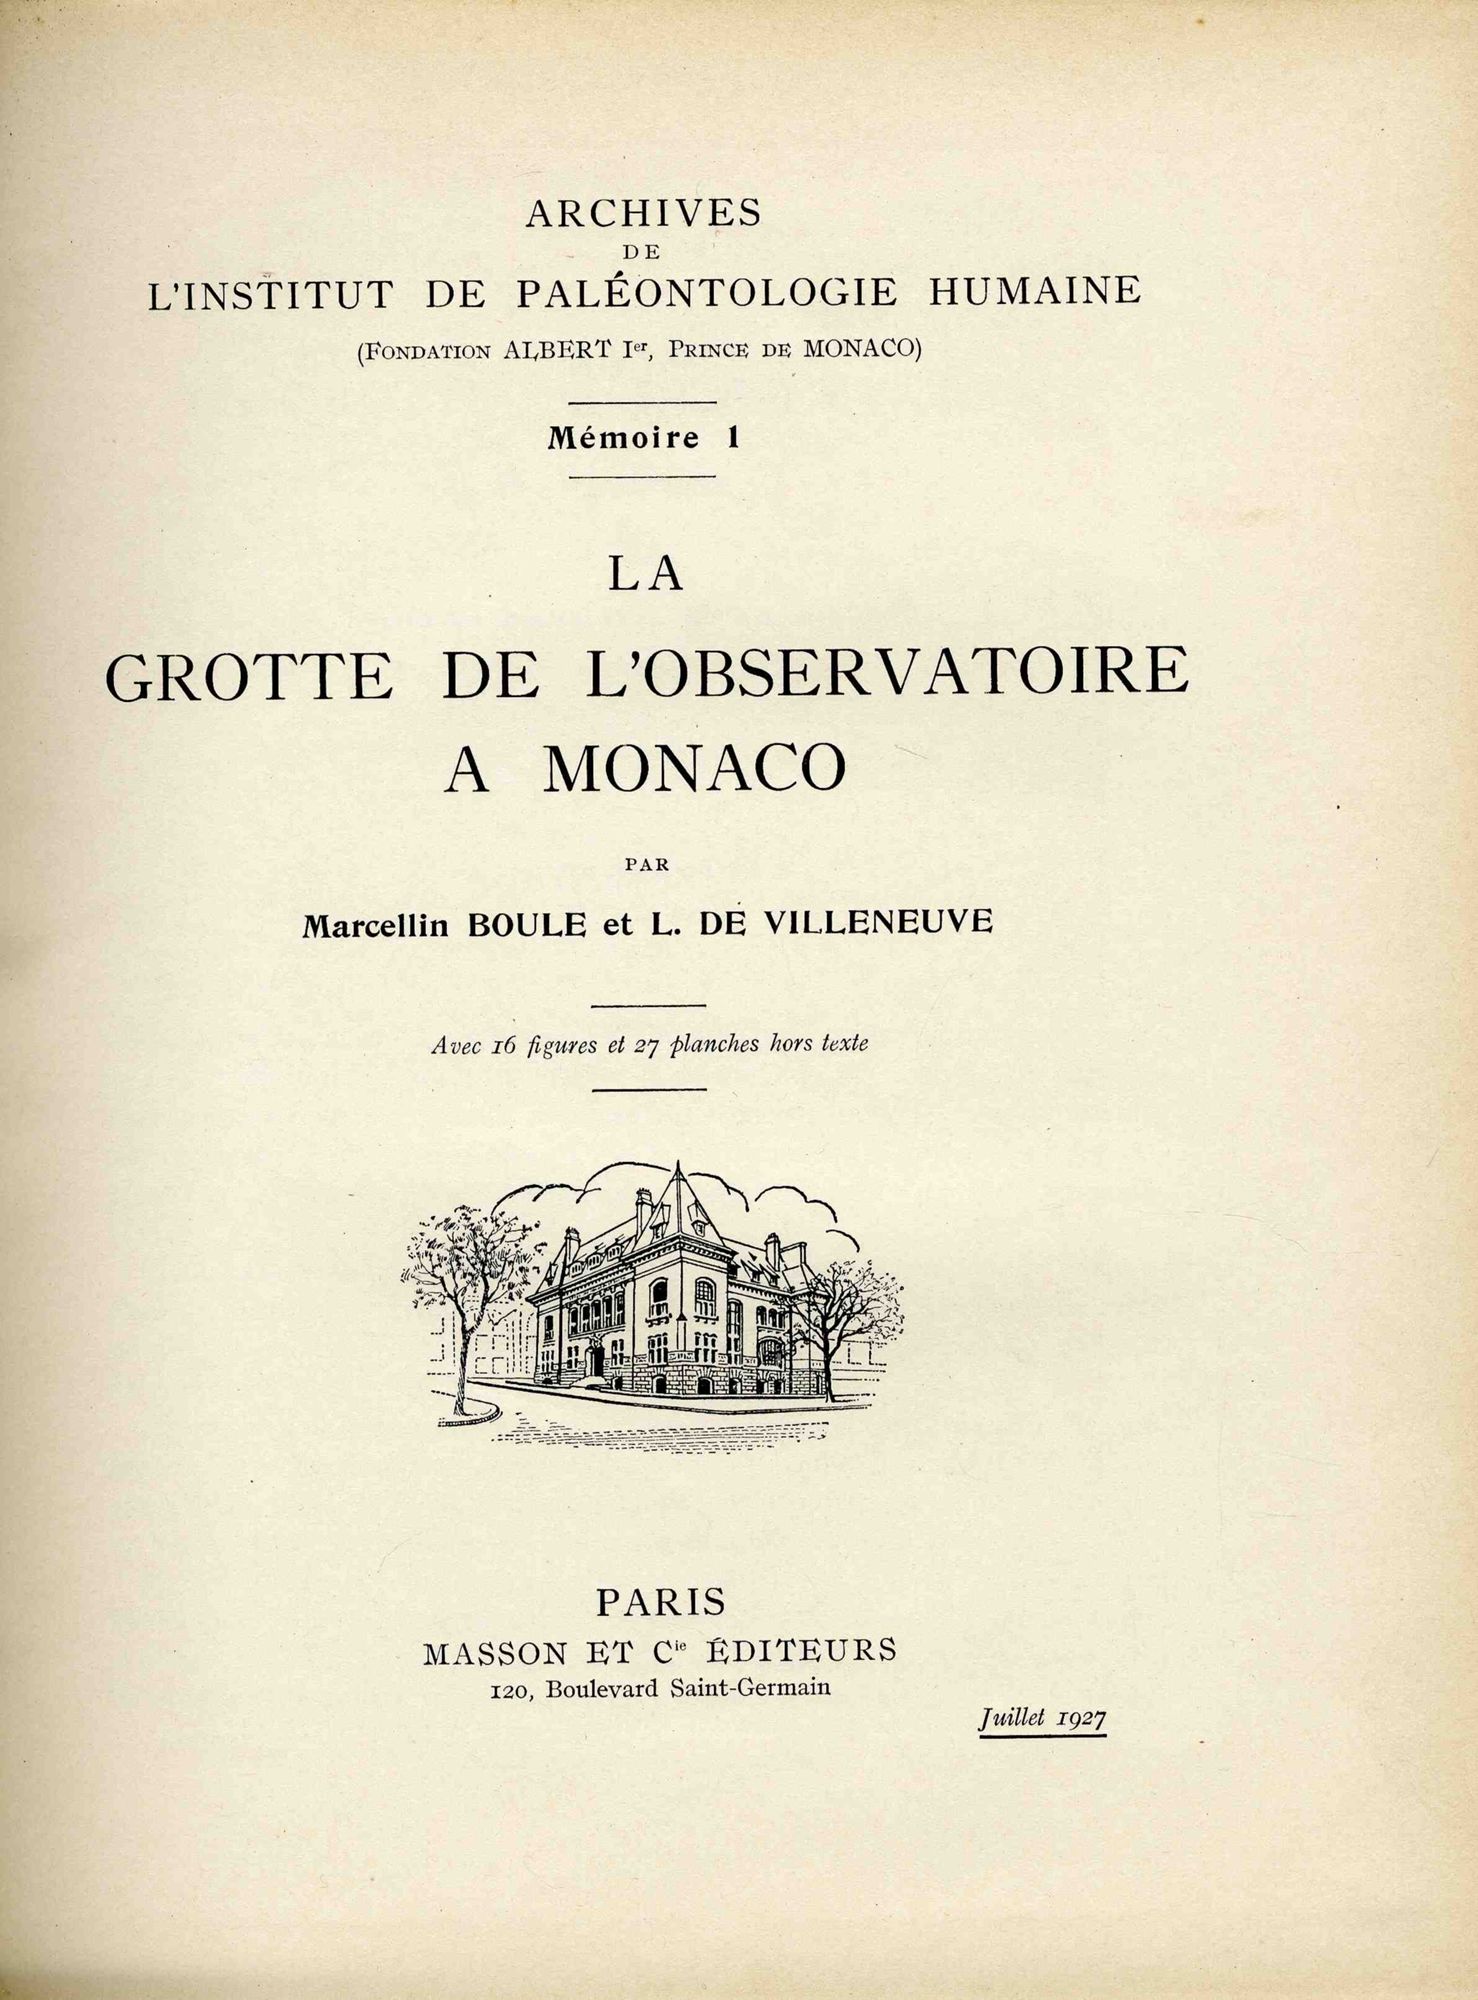 ARCHIVES
DE
L'INSTITUT DE PALÉONTOLOGIE HUMAINE
(FONDATION ALBERT Ier, PRINCE DE MONACO)
Mémoire 1
LA
GROTTE DE L'OBSERVATOIRE
A MONACO
PAR
Marcellin BOULE et L. DE VILLENEUVE
Avec 16 figures et 27 planches hors texte
PARIS
MASSON ET Cie ÉDITEURS
120, Boulevard Saint-Germain
Juillet 1927